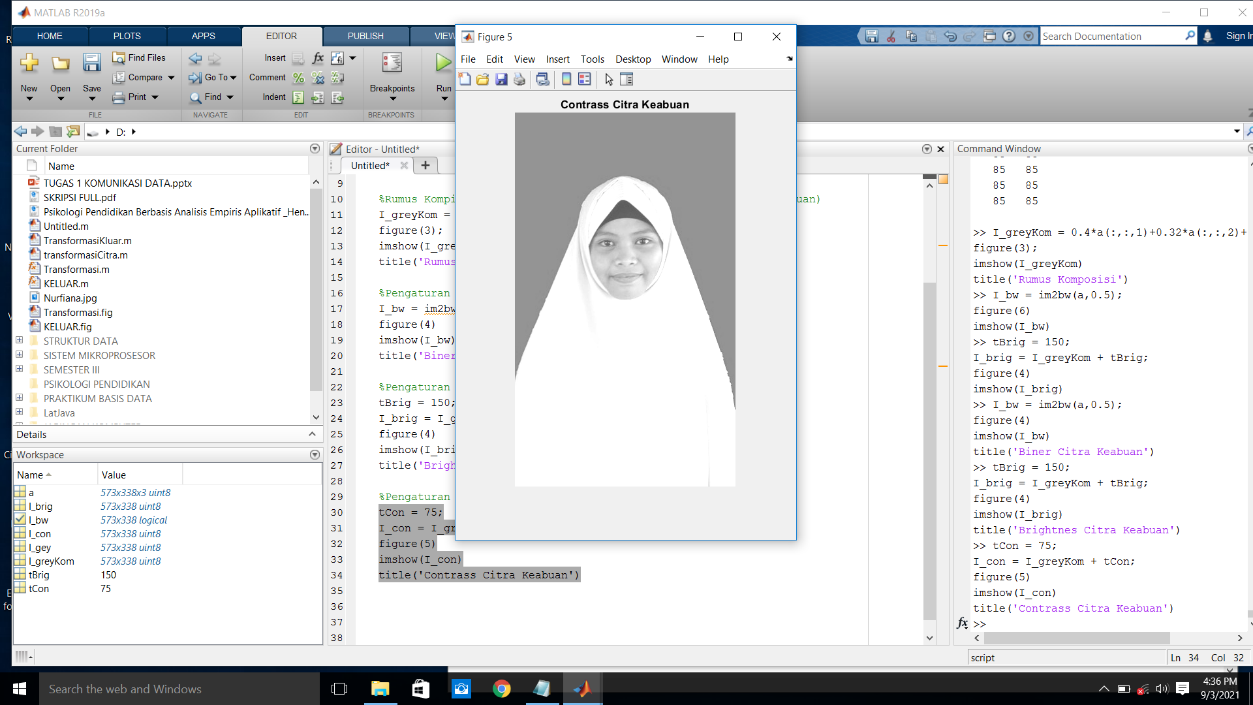 MATLAB R2019a
HOME PLOTS APPS EDITOR PUBLISH VIEW
Search Documentation Sign In
New Open Save Find Files Compare Print
Go To Find
Insert fx
Comment
Indent
Breakpoints Run
FILE NAVIGATE EDIT BREAKPOINTS
D:
Current Folder
Name
TUGAS 1 KOMUNIKASI DATA.pptx
SKRIPSI FULL.pdf
Psikologi Pendidikan Berbasis Analisis Empiris Aplikatif _Hen...
Untitled.m
TransformasiKluar.m
transformasiCitra.m
Transformasi.m
KELUAR.m
Nurfiana.jpg
Transformasi.fig
KELUAR.fig
STRUKTUR DATA
SISTEM MIKROPROSESOR
SEMESTER III
PSIKOLOGI PENDIDIKAN
PRAKTIKUM BASIS DATA
LatJava
Details
Workspace
Name Value
a 573x338x3 uint8
I_brig 573x338 uint8
I_bw 573x338 logical
I_con 573x338 uint8
I_gey 573x338 uint8
I_greyKom 573x338 uint8
tBrig 150
tCon 75
Editor - Untitled*
Untitled*
9
10 %Rumus Kompo uan)
11 I_greyKom =
12 figure(3);
13 imshow(I_gre
14 title('Rumus
15
16 %Pengaturan
17 I_bw = im2bw
18 figure(4)
19 imshow(I_bw)
20 title('Biner
21
22 %Pengaturan
23 tBrig = 150;
24 I_brig = I_g
25 figure(4)
26 imshow(I_bri
27 title('Brigh
28
29 %Pengaturan
30 tCon = 75;
31 I_con = I_gr
32 figure(5)
33 imshow(I_con)
34 title('Contrass Citra Keabuan')
35
36
37
38
Figure 5
File Edit View Insert Tools Desktop Window Help
Contrass Citra Keabuan
Command Window
85 85
85 85
85 85
>> I_greyKom = 0.4*a(:,:,1)+0.32*a(:,:,2)+
figure(3);
imshow(I_greyKom)
title('Rumus Komposisi')
>> I_bw = im2bw(a,0.5);
figure(6)
imshow(I_bw)
>> tBrig = 150;
I_brig = I_greyKom + tBrig;
figure(4)
imshow(I_brig)
>> I_bw = im2bw(a,0.5);
figure(4)
imshow(I_bw)
title('Biner Citra Keabuan')
>> tBrig = 150;
I_brig = I_greyKom + tBrig;
figure(4)
imshow(I_brig)
title('Brightnes Citra Keabuan')
>> tCon = 75;
I_con = I_greyKom + tCon;
figure(5)
imshow(I_con)
title('Contrass Citra Keabuan')
fx >>
script Ln 34 Col 32
Search the web and Windows
4:36 PM
9/3/2021